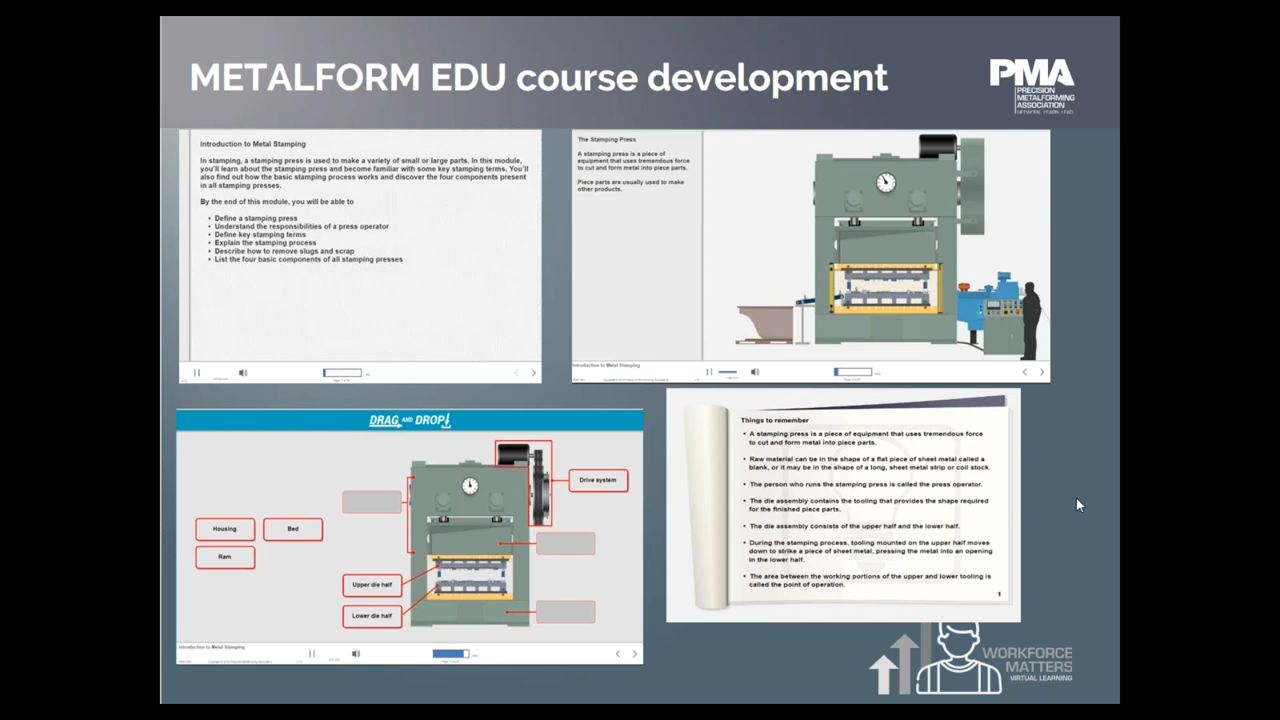 METALFORM EDU course development
PMA
PRECISION
METALFORMING
ASSOCIATION
Introduction to Metal Stamping
In stamping, a stamping press is used to make a variety of small or large parts. In this module,
you'll learn about the stamping press and become familiar with some key stamping terms. You'll
also find out how the basic stamping process works and discover the four components present
in all stamping presses.
By the end of this module, you will be able to
• Define a stamping press
• Understand the responsibilities of a press operator
• Define key stamping terms
• Explain the stamping process
• Describe how to remove slugs and scrap
• List the four basic components of all stamping presses
The Stamping Press
A stamping press is a piece of
equipment that uses tremendous force
to cut and form metal into piece parts.
Piece parts are usually used to make
other products.
Introduction to Metal Stamping
DRAG AND DROP!
Drive system
Housing
Bed
Ram
Upper die half
Lower die half
Introduction to Metal Stamping
Things to remember
• A stamping press is a piece of equipment that uses tremendous force
to cut and form metal into piece parts.
• Raw material can be in the shape of a flat piece of sheet metal called a
blank, or it may be in the shape of a long, sheet metal strip or coil stock.
• The person who runs the stamping press is called the press operator.
• The die assembly contains the tooling that provides the shape required
for the finished piece parts.
• The die assembly consists of the upper half and the lower half.
• During the stamping process, tooling mounted on the upper half moves
down to strike a piece of sheet metal, pressing the metal into an opening
in the lower half.
• The area between the working portions of the upper and lower tooling is
called the point of operation.
1
WORKFORCE
MATTERS
VIRTUAL LEARNING